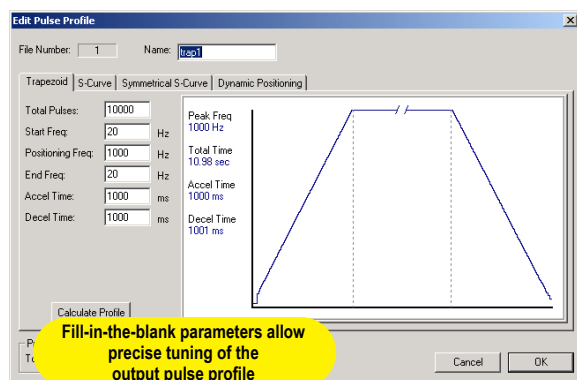 Edit Pulse Profile
File Number: 1 Name: trap1
Trapezoid S-Curve Symmetrical S-Curve Dynamic Positioning
Total Pulses: 10000
Start Freq: 20 Hz
Positioning Freq: 1000 Hz
End Freq: 20 Hz
Accel Time: 1000 ms
Decel Time: 1000 ms
Calculate Profile
Peak Freq
1000 Hz
Total Time
10.98 sec
Accel Time
1000 ms
Decel Time
1001 ms
Fill-in-the-blank parameters allow
precise tuning of the
output pulse profile
Cancel OK